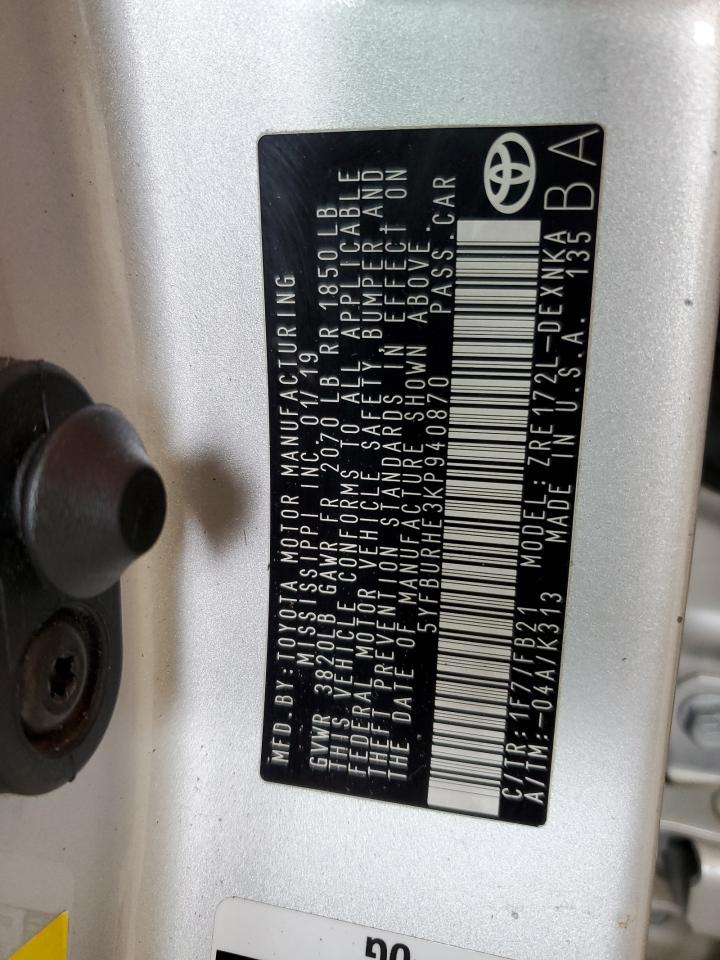 MFD.BY:TOYOTA MOTOR MANUFACTURING
MISSISSIPPI INC. 01/19
GVWR 3820LB GAWR FR 2070 LB RR 1850 LB
THIS VEHICLE CONFORMS TO ALL APPLICABLE
FEDERAL MOTOR VEHICLE SAFETY, BUMPER AND
THEFT PREVENTION STANDARDS IN EFFECT ON
THE DATE OF MANUFACTURE SHOWN ABOVE.
5YFBURHE3KP940870 PASS.CAR
C/TR:1F7/FB21 MODEL:ZRE172L-DEXNKA
A/TM:-04A/K313 MADE IN U.S.A. 135 BA